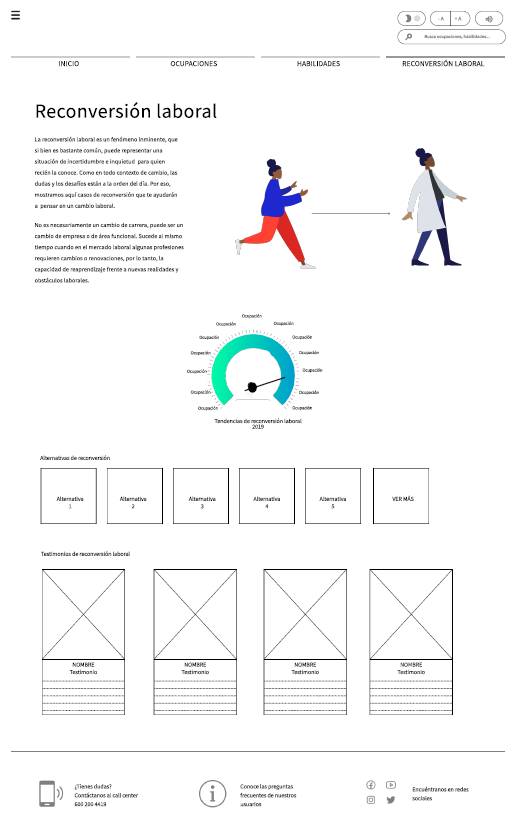 -A +A
Busca ocupaciones, habilidades...
INICIO
OCUPACIONES
HABILIDADES
RECONVERSIÓN LABORAL
Reconversión laboral
La reconversión laboral es un fenómeno inminente, que
si bien es bastante común, puede representar una
situación de incertidumbre e inquietud para quien
recién la conoce. Como en todo contexto de cambio, las
dudas y los desafíos están a la orden del día. Por eso,
mostramos aquí casos de reconversión que te ayudarán
a pensar en un cambio laboral.
No es necesariamente un cambio de carrera, puede ser un
cambio de empresa o de área funcional. Sucede al mismo
tiempo cuando en el mercado laboral algunas profesiones
requieren cambios o renovaciones, por lo tanto, la
capacidad de reaprendizaje frente a nuevas realidades y
obstáculos laborales.
Ocupación
Ocupación
Ocupación
Ocupación
Ocupación
Ocupación
Ocupación
Ocupación
Ocupación
Ocupación
Ocupación
Ocupación
Ocupación
Tendencias de reconversión laboral
2019
Alternativas de reconversión
Alternativa
1
Alternativa
2
Alternativa
3
Alternativa
4
Alternativa
5
VER MÁS
Testimonios de reconversión laboral
NOMBRE
Testimonio
NOMBRE
Testimonio
NOMBRE
Testimonio
NOMBRE
Testimonio
¿Tienes dudas?
Contáctanos al call center
600 200 4419
Conoce las preguntas
frecuentes de nuestros
usuarios
Encuéntranos en redes
sociales